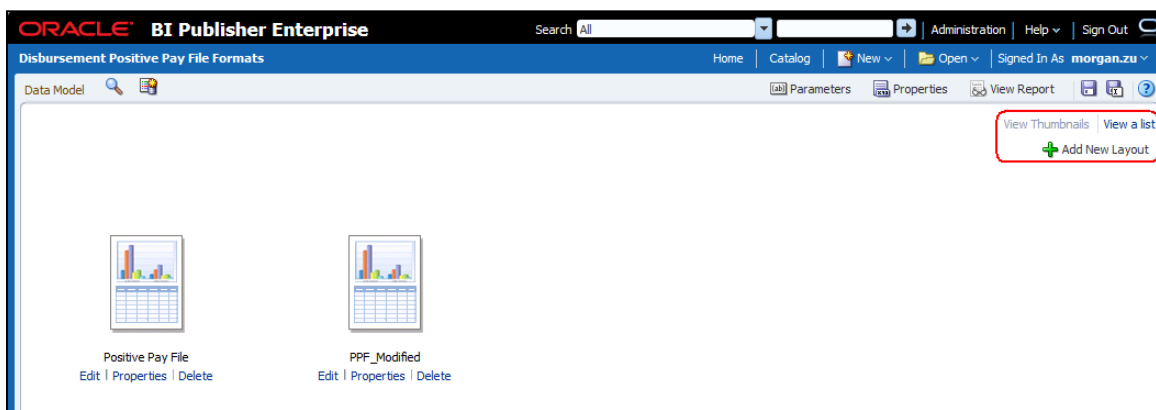 ORACLE BI Publisher Enterprise Search All Administration Help Sign Out
Disbursement Positive Pay File Formats Home Catalog New Open Signed In As morgan.zu
Data Model Parameters Properties View Report
View Thumbnails View a list
Add New Layout
Positive Pay File PPF_Modified
Edit Properties Delete Edit Properties Delete